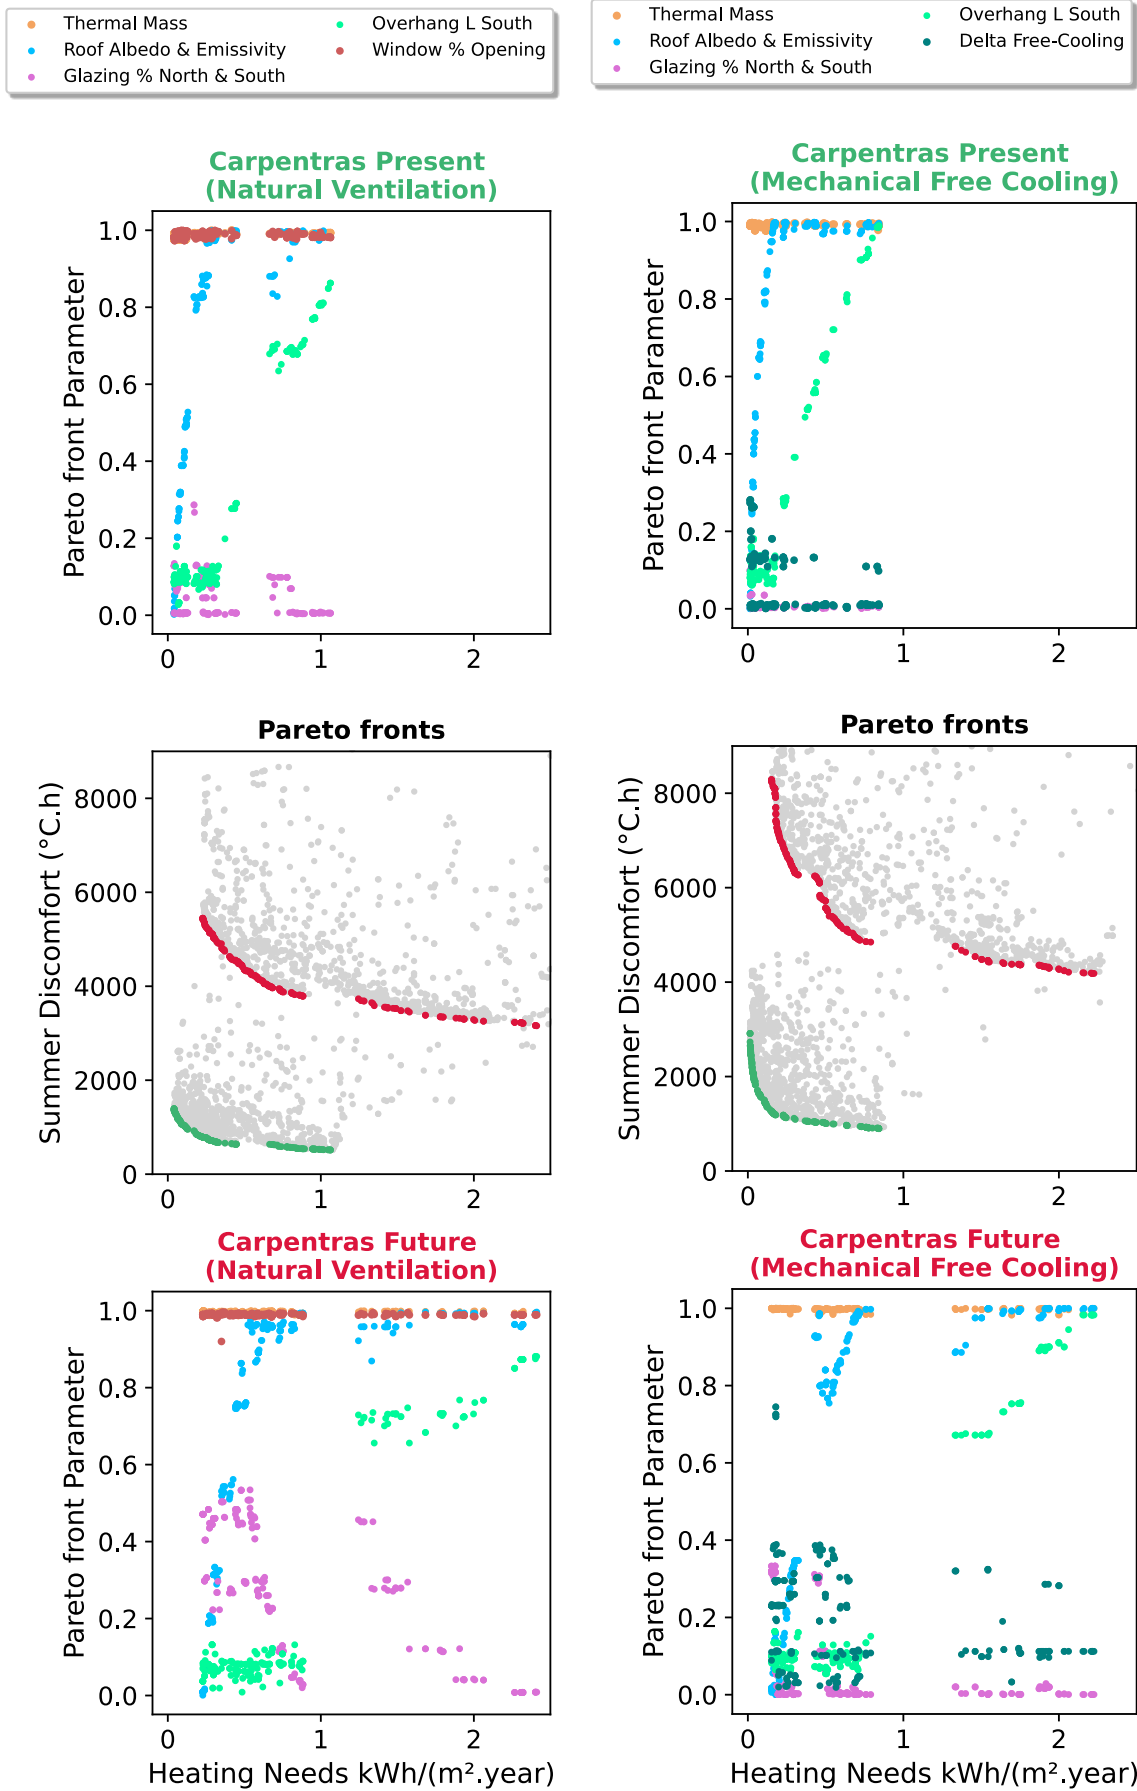 Thermal Mass
Roof Albedo & Emissivity
Glazing % North & South
Overhang L South
Window % Opening
Thermal Mass
Roof Albedo & Emissivity
Glazing % North & South
Overhang L South
Delta Free-Cooling
Carpentras Present
(Natural Ventilation)
Pareto front Parameter
1.0
0.8
0.6
0.4
0.2
0.0
0
1
2
Carpentras Present
(Mechanical Free Cooling)
Pareto front Parameter
1.0
0.8
0.6
0.4
0.2
0.0
0
1
2
Pareto fronts
Summer Discomfort (°C.h)
8000
6000
4000
2000
0
0
1
2
Pareto fronts
Summer Discomfort (°C.h)
8000
6000
4000
2000
0
0
1
2
Carpentras Future
(Natural Ventilation)
Pareto front Parameter
1.0
0.8
0.6
0.4
0.2
0.0
0
1
2
Heating Needs kWh/(m².year)
Carpentras Future
(Mechanical Free Cooling)
Pareto front Parameter
1.0
0.8
0.6
0.4
0.2
0.0
0
1
2
Heating Needs kWh/(m².year)